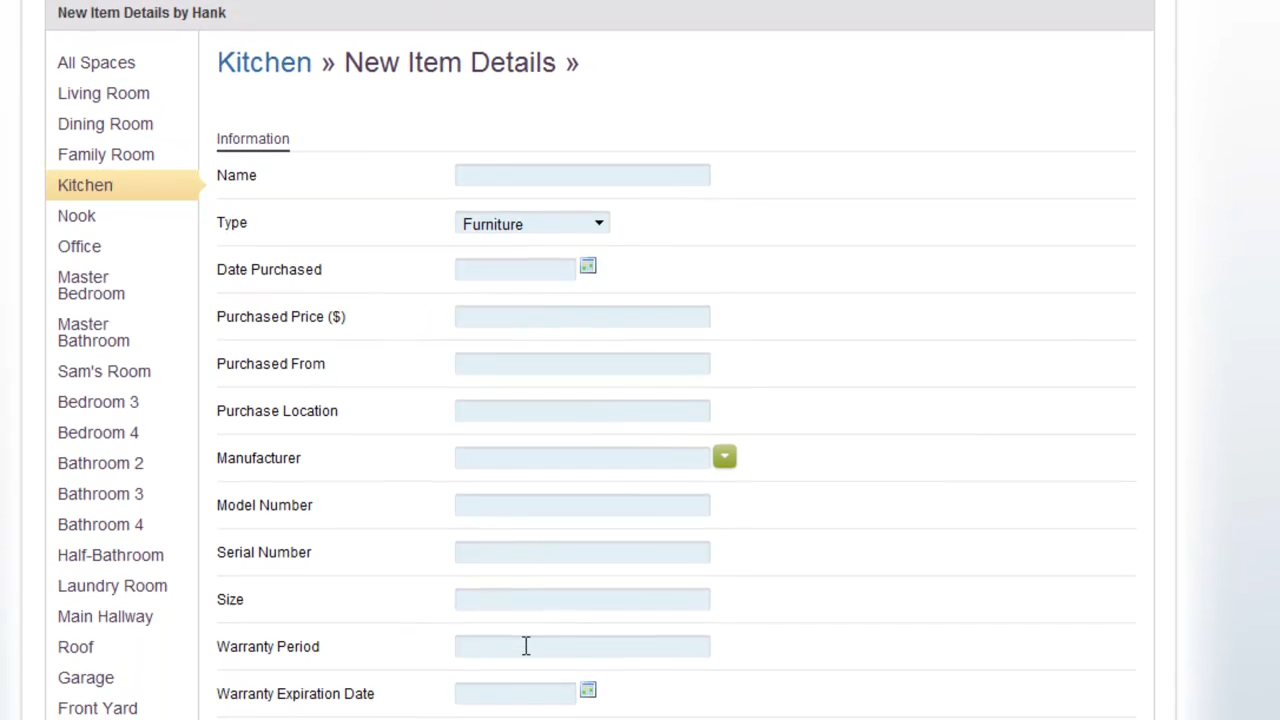 New Item Details by Hank
All Spaces
Living Room
Dining Room
Family Room
Kitchen
Nook
Office
Master
Bedroom
Master
Bathroom
Sam's Room
Bedroom 3
Bedroom 4
Bathroom 2
Bathroom 3
Bathroom 4
Half-Bathroom
Laundry Room
Main Hallway
Roof
Garage
Front Yard
Kitchen » New Item Details »
Information
Name
Type Furniture
Date Purchased
Purchased Price ($)
Purchased From
Purchase Location
Manufacturer
Model Number
Serial Number
Size
Warranty Period
Warranty Expiration Date